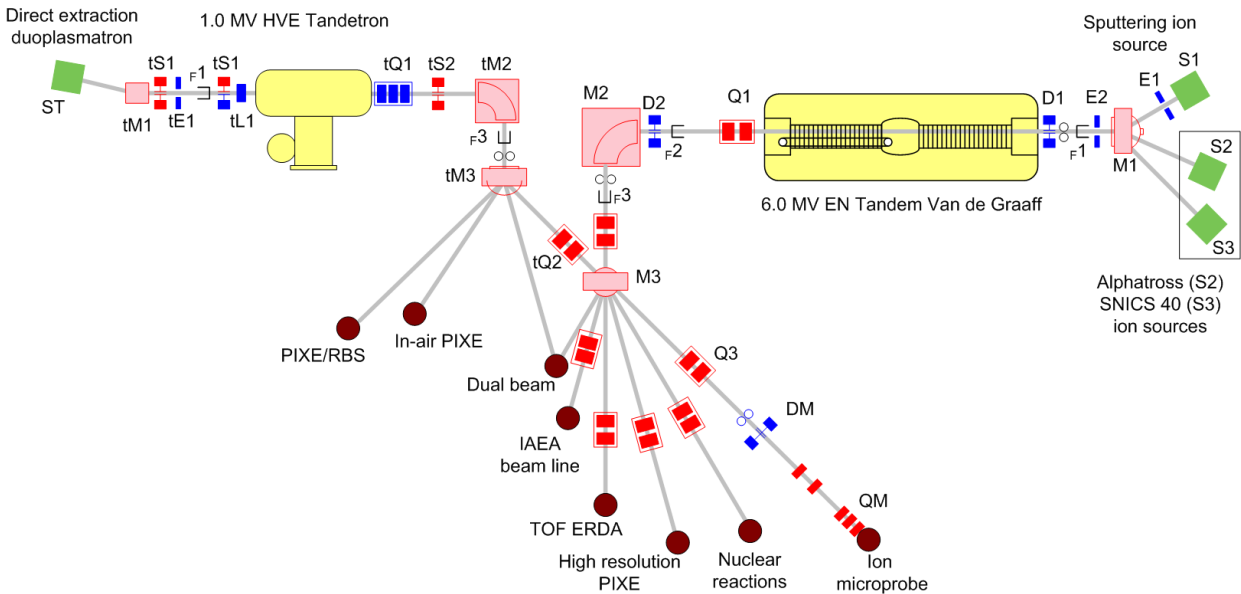 Direct extraction
duoplasmatron
1.0 MV HVE Tandetron
Sputtering ion
source
ST
tM1
tS1
tE1
F1
tS1
tL1
tQ1
tS2
tM2
F3
tM3
M2
D2
F2
Q1
D1
F1
E2
E1
S1
M1
S2
S3
6.0 MV EN Tandem Van de Graaff
F3
tQ2
M3
Alphatross (S2)
SNICS 40 (S3)
ion sources
PIXE/RBS
In-air PIXE
Dual beam
Q3
DM
IAEA
beam line
QM
TOF ERDA
High resolution
PIXE
Nuclear
reactions
Ion
microprobe